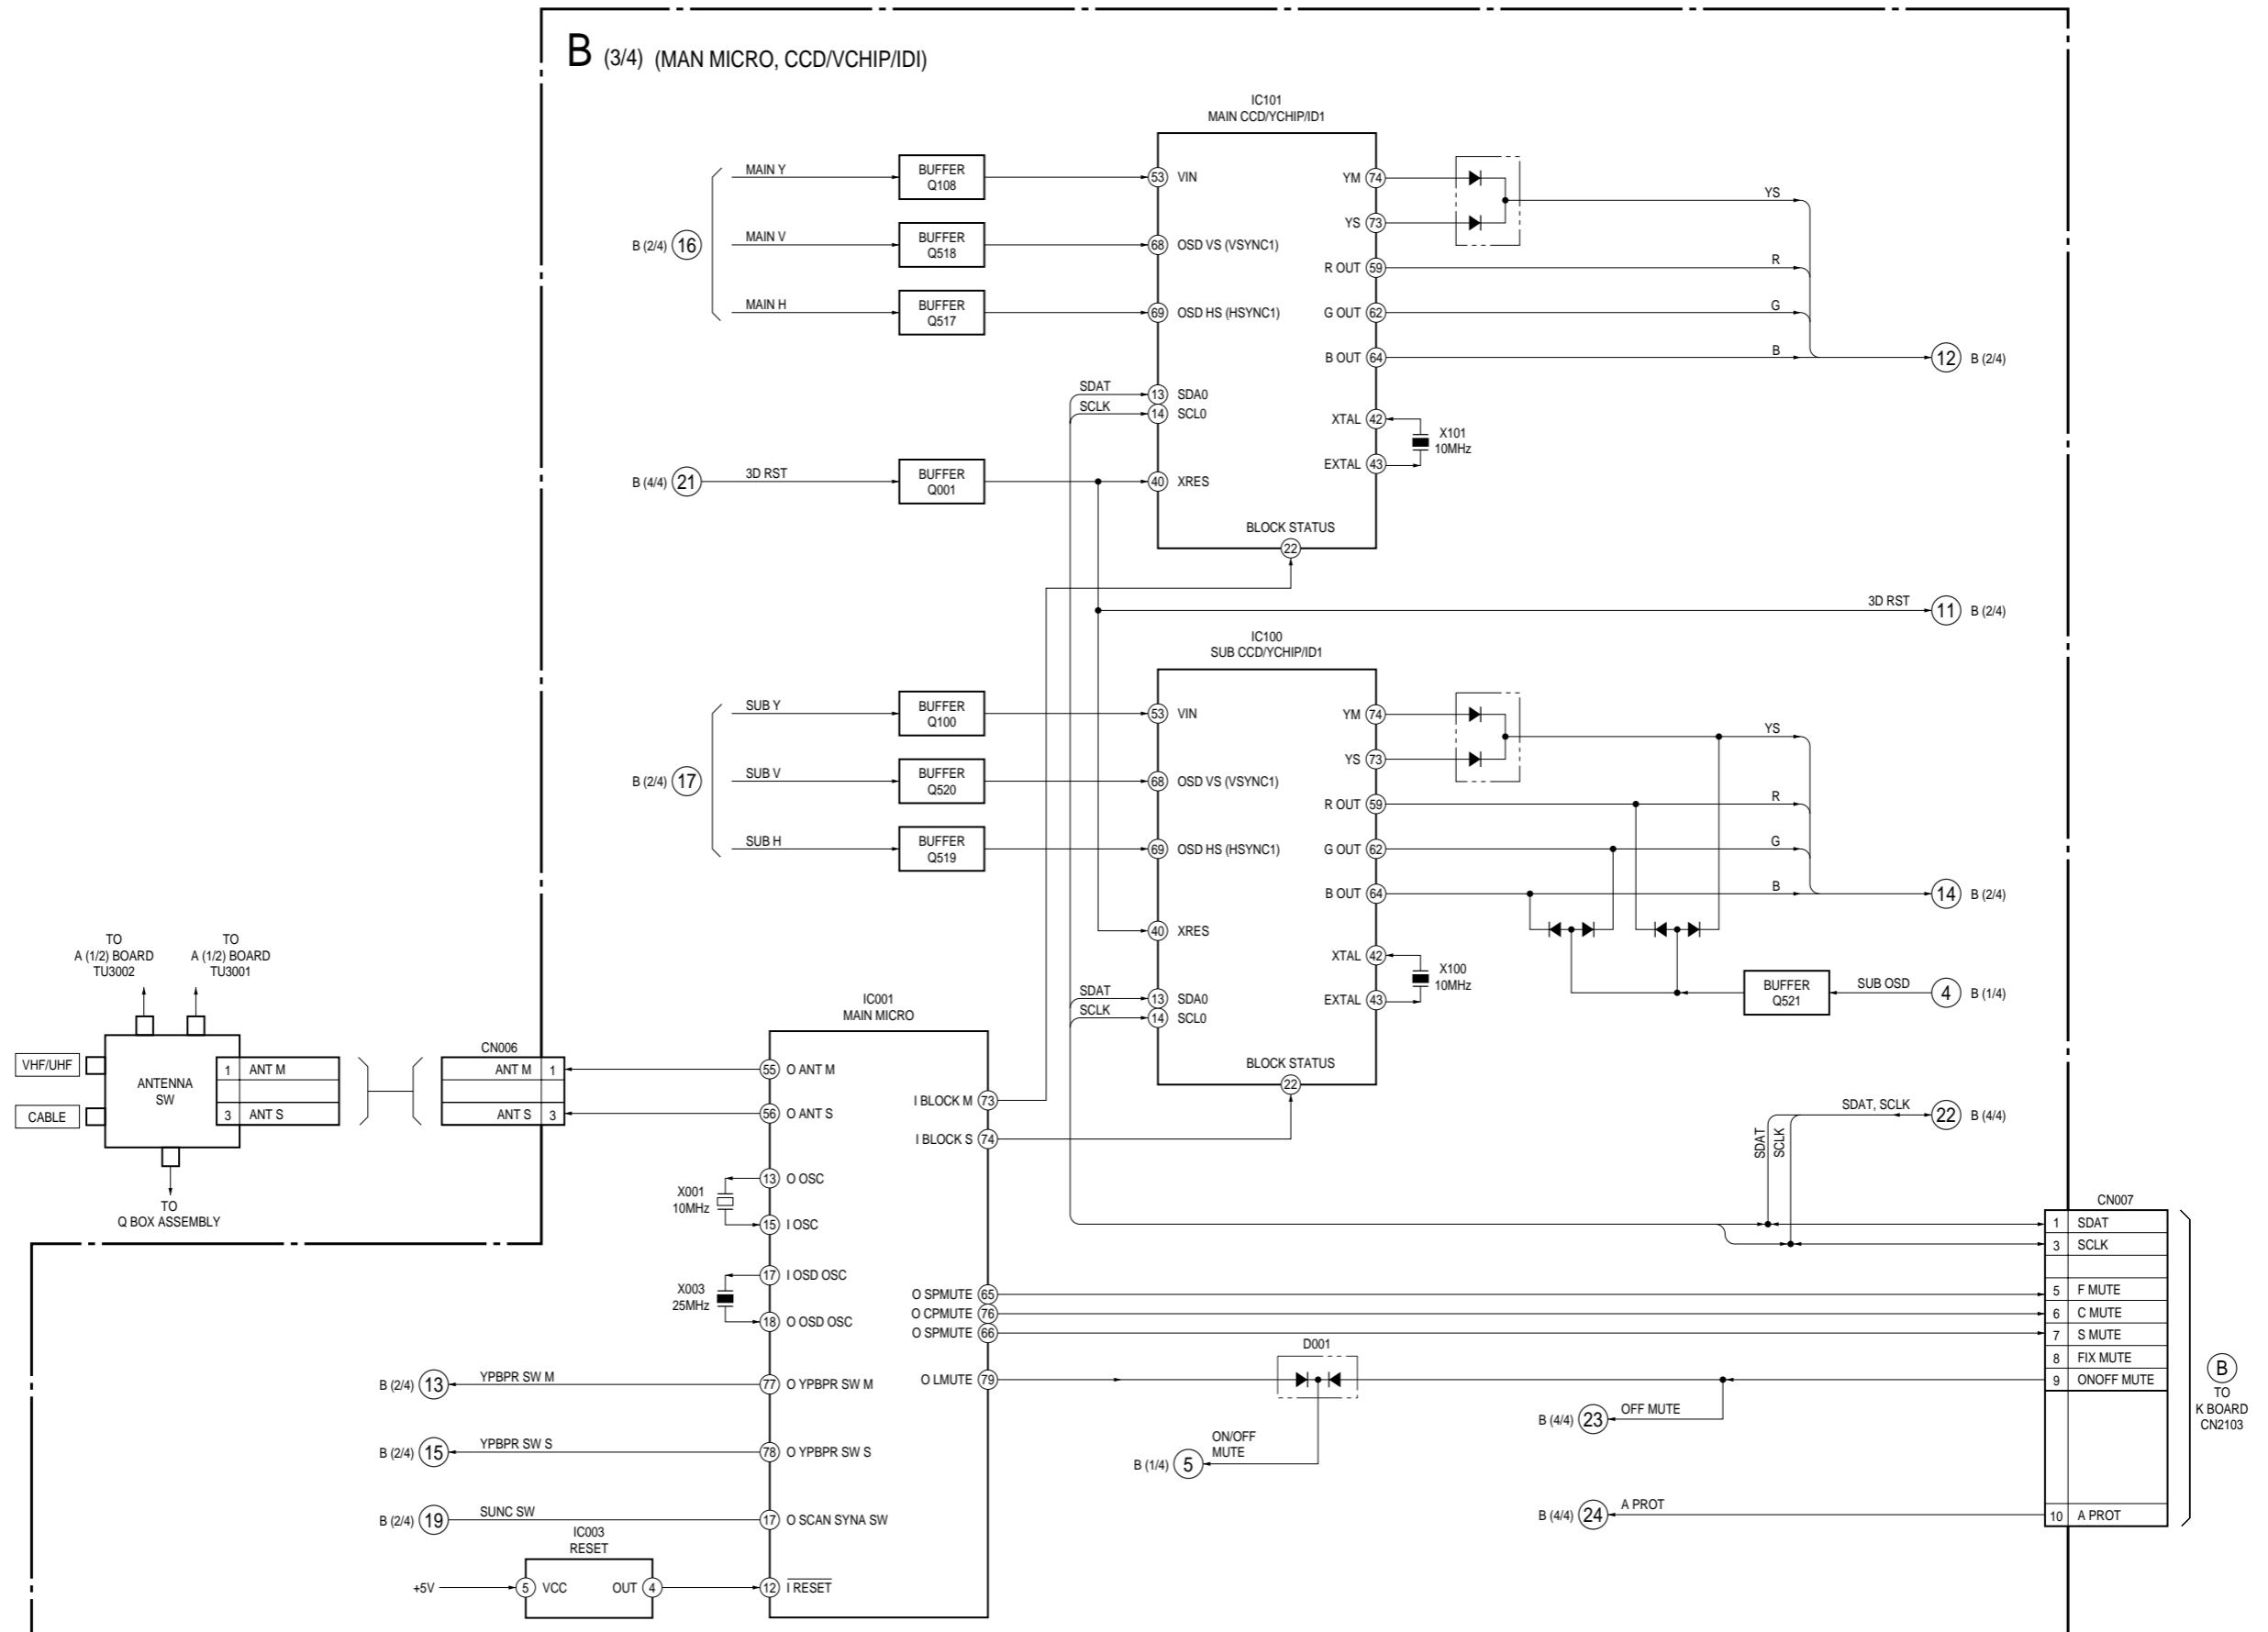 B (3/4) (MAN MICRO, CCD/VCHIP/IDI)
IC101
MAIN CCD/YCHIP/ID1
B (2/4) 16
MAIN Y
BUFFER
Q108
53 VIN
MAIN V
BUFFER
Q518
68 OSD VS (VSYNC1)
MAIN H
BUFFER
Q517
69 OSD HS (HSYNC1)
YM 74
YS 73
R OUT 59
G OUT 62
B OUT 64
YS
R
G
B
12 B (2/4)
SDAT
13 SDA0
SCLK
14 SCL0
XTAL 42
EXTAL 43
X101
10MHz
B (4/4) 21
3D RST
BUFFER
Q001
40 XRES
BLOCK STATUS
22
3D RST
11 B (2/4)
IC100
SUB CCD/YCHIP/ID1
B (2/4) 17
SUB Y
BUFFER
Q100
53 VIN
SUB V
BUFFER
Q520
68 OSD VS (VSYNC1)
SUB H
BUFFER
Q519
69 OSD HS (HSYNC1)
YM 74
YS 73
R OUT 59
G OUT 62
B OUT 64
YS
R
G
B
14 B (2/4)
40 XRES
XTAL 42
EXTAL 43
X100
10MHz
SDAT
13 SDA0
SCLK
14 SCL0
BLOCK STATUS
22
BUFFER
Q521
SUB OSD
4 B (1/4)
TO
A (1/2) BOARD
TU3002
TO
A (1/2) BOARD
TU3001
VHF/UHF
CABLE
ANTENNA
SW
1 ANT M
3 ANT S
TO
Q BOX ASSEMBLY
CN006
ANT M 1
ANT S 3
IC001
MAIN MICRO
55 O ANT M
56 O ANT S
I BLOCK M 73
I BLOCK S 74
X001
10MHz
13 O OSC
15 I OSC
X003
25MHz
17 I OSD OSC
18 O OSD OSC
O SPMUTE 65
O CPMUTE 76
O SPMUTE 66
O LMUTE 79
B (2/4) 13
YPBPR SW M
77 O YPBPR SW M
B (2/4) 15
YPBPR SW S
78 O YPBPR SW S
B (2/4) 19
SUNC SW
17 O SCAN SYNA SW
IC003
RESET
+5V
5 VCC
OUT 4
12 I RESET
SDAT, SCLK
22 B (4/4)
SDAT
SCLK
D001
ON/OFF
MUTE
B (1/4) 5
B (4/4) 23
OFF MUTE
B (4/4) 24
A PROT
CN007
1 SDAT
3 SCLK
5 F MUTE
6 C MUTE
7 S MUTE
8 FIX MUTE
9 ONOFF MUTE
10 A PROT
B
TO
K BOARD
CN2103